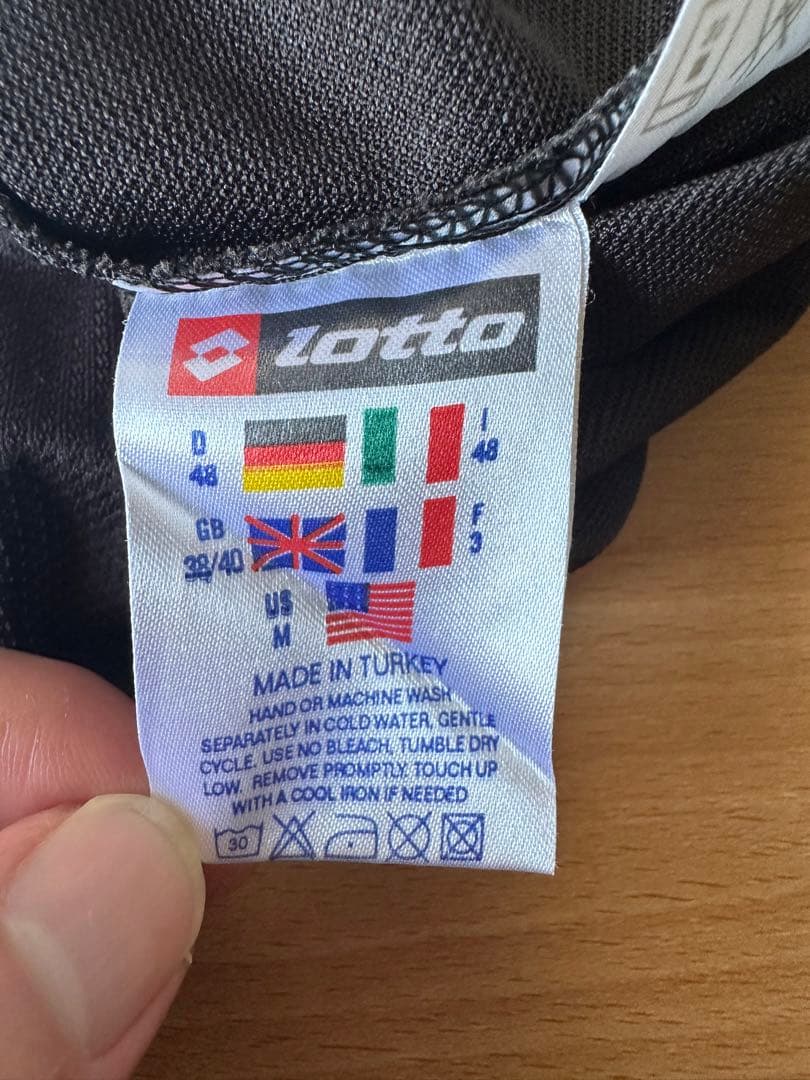 lotto
D
48
I
48
GB
38/40
F
3
US
M
MADE IN TURKEY
HAND OR MACHINE WASH
SEPARATELY IN COLD WATER, GENTLE
CYCLE. USE NO BLEACH. TUMBLE DRY
LOW. REMOVE PROMPTLY. TOUCH UP
WITH A COOL IRON IF NEEDED
30